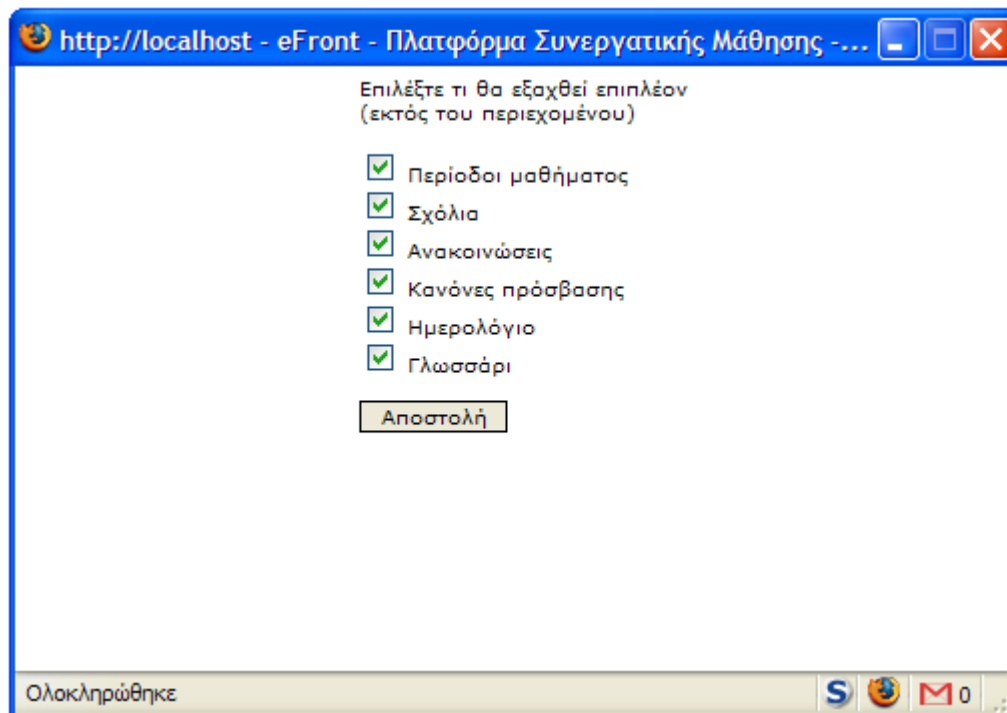 http://localhost - eFront - Πλατφόρμα Συνεργατικής Μάθησης -...
Επιλέξτε τι θα εξαχθεί επιπλέον
(εκτός του περιεχομένου)
Περίοδοι μαθήματος
Σχόλια
Ανακοινώσεις
Κανόνες πρόσβασης
Ημερολόγιο
Γλωσσάρι
Αποστολή
Ολοκληρώθηκε S 0